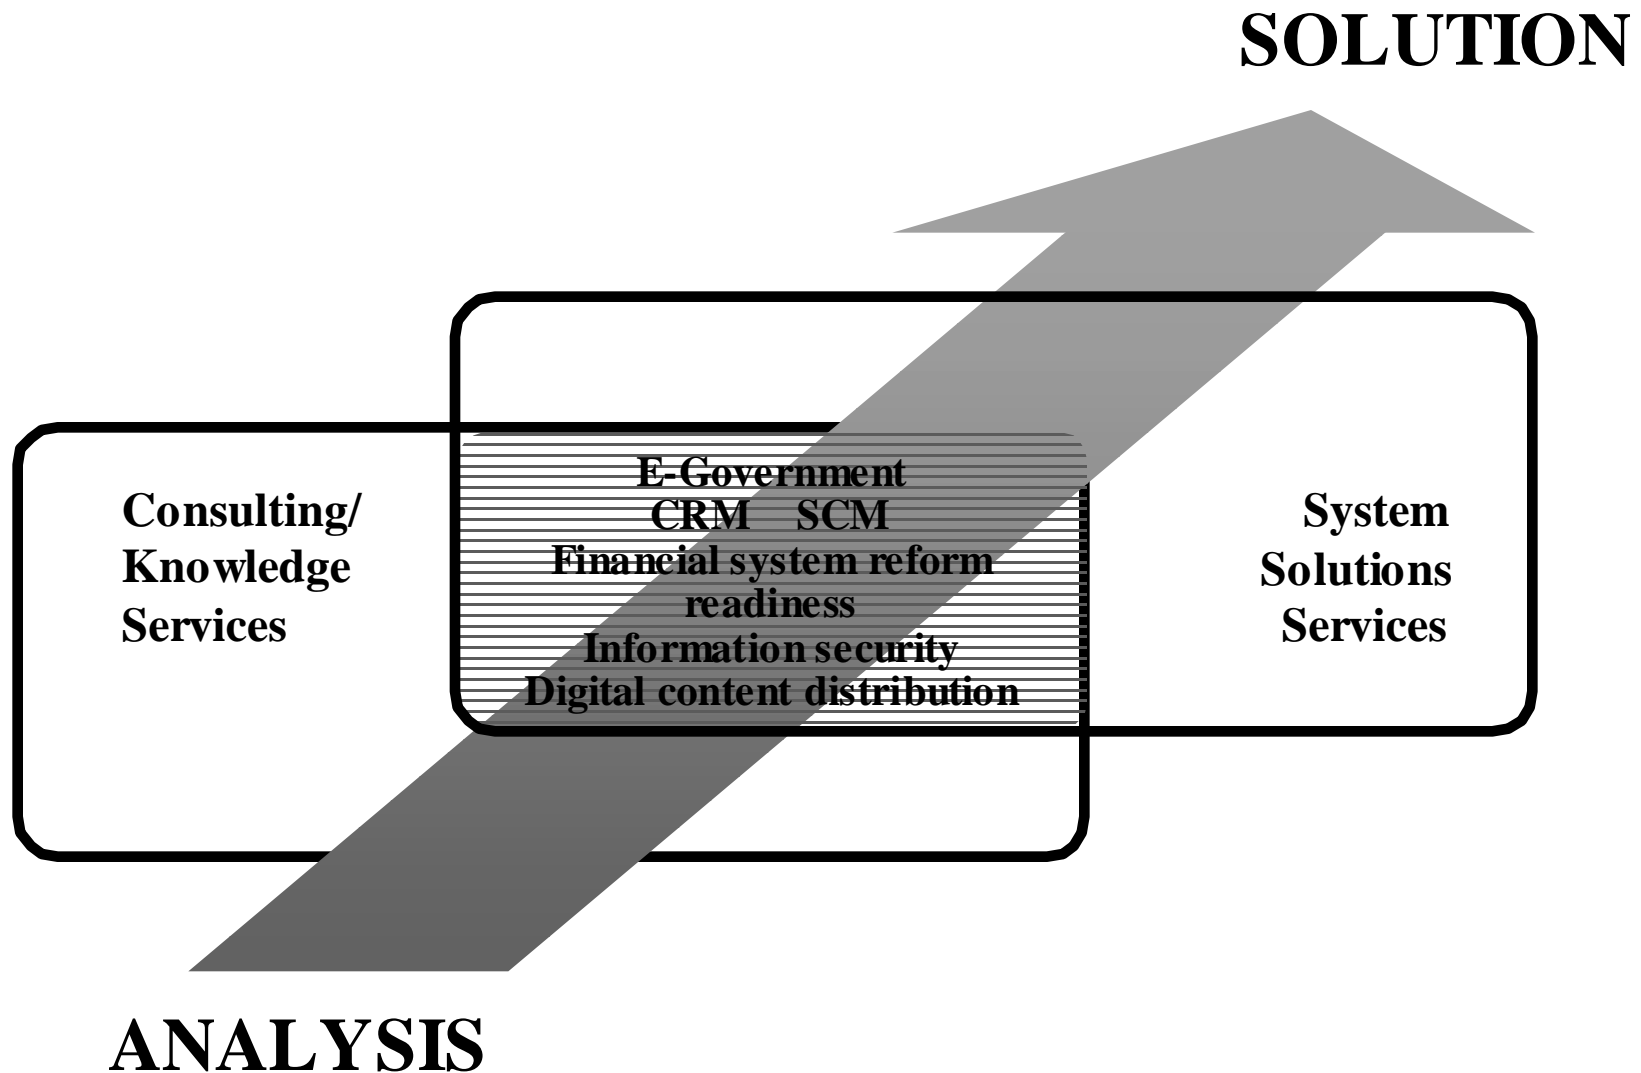 SOLUTION
Consulting/
Knowledge
Services
E-Government
CRM SCM
Financial system reform
readiness
Information security
Digital content distribution
System
Solutions
Services
ANALYSIS